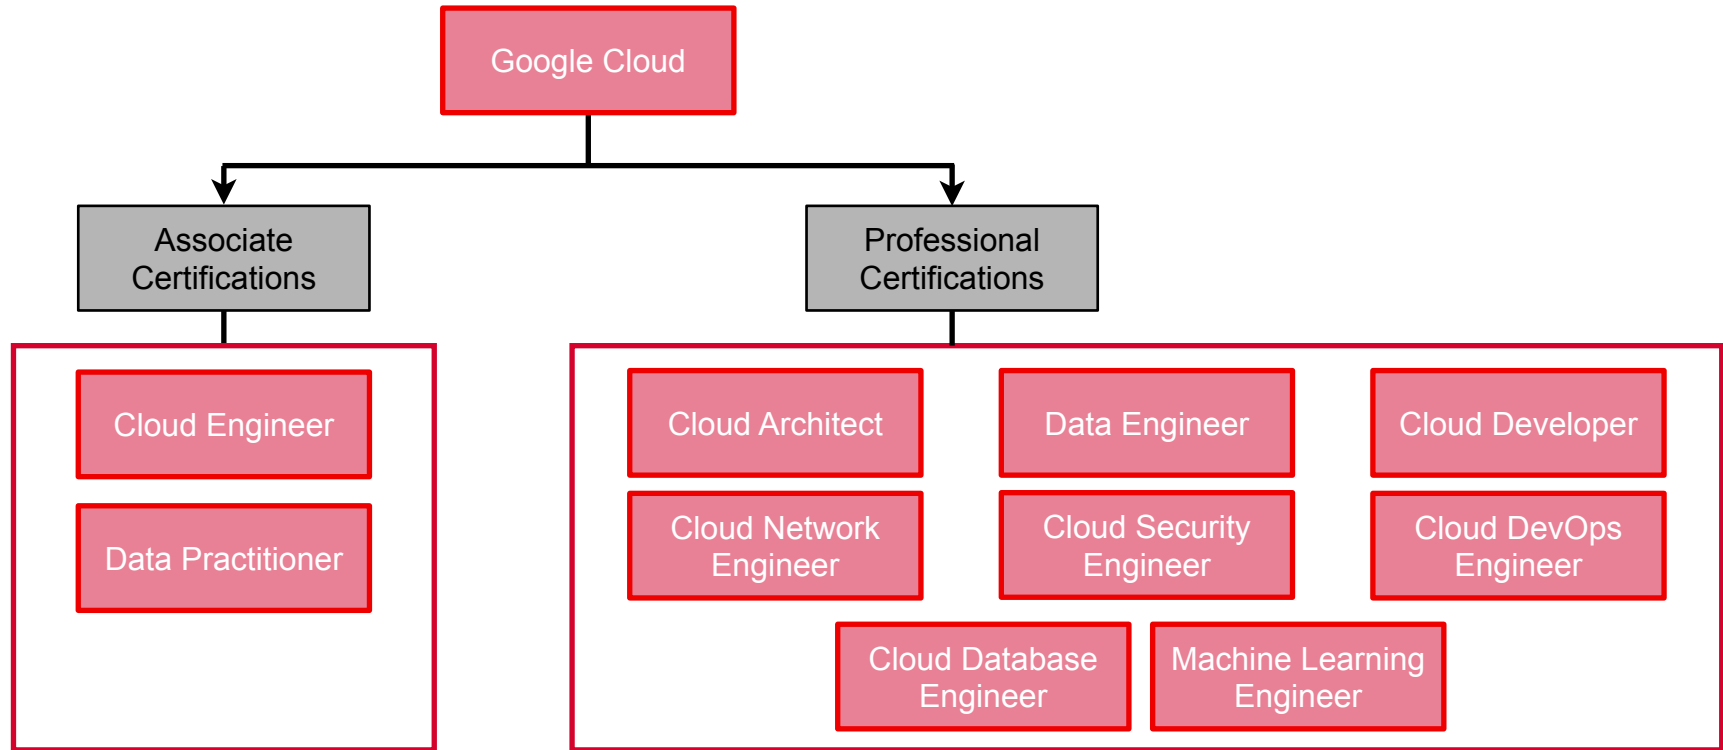 Google Cloud
Associate
Certifications
Professional
Certifications
Cloud Engineer
Data Practitioner
Cloud Architect
Data Engineer
Cloud Developer
Cloud Network
Engineer
Cloud Security
Engineer
Cloud DevOps
Engineer
Cloud Database
Engineer
Machine Learning
Engineer